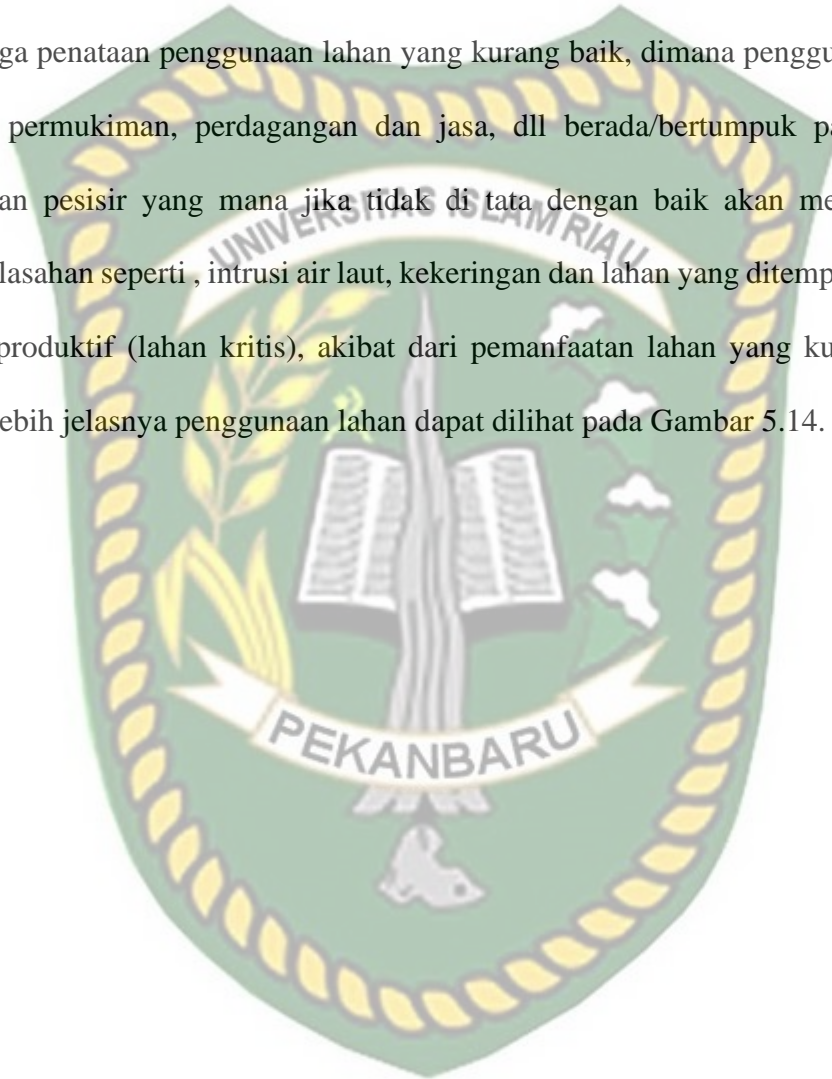 ga penataan penggunaan lahan yang kurang baik, dimana penggu
permukiman, perdagangan dan jasa, dll berada/bertumpuk pa
an pesisir yang mana jika tidak di tata dengan baik akan me
lasahan seperti , intrusi air laut, kekeringan dan lahan yang ditemp
produktif (lahan kritis), akibat dari pemanfaatan lahan yang ku
ebih jelasnya penggunaan lahan dapat dilihat pada Gambar 5.14.
UNIVERSITAS ISLAM RIAU
PEKANBARU